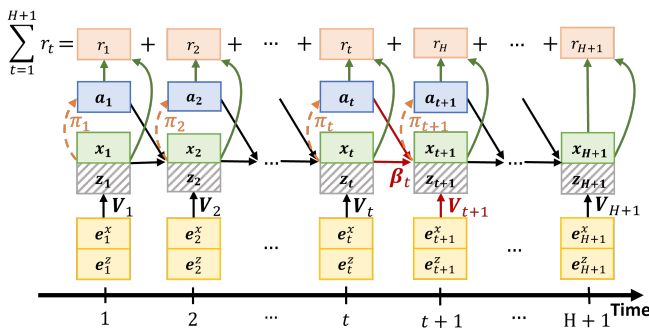 H+1
∑ r_t = r_1 + r_2 + ... + r_t + r_H + ... + r_{H+1}
t=1
a_1 a_2 a_t a_{t+1}
π_1 π_2 π_t π_{t+1}
x_1 x_2 ... x_t x_{t+1} ... x_{H+1}
z_1 z_2 z_t β_t z_{t+1} z_{H+1}
V_1 V_2 V_t V_{t+1} V_{H+1}
e_1^x e_2^x e_t^x e_{t+1}^x e_{H+1}^x
... ...
e_1^z e_2^z e_t^z e_{t+1}^z e_{H+1}^z
Time
1 2 ... t t + 1 ... H + 1